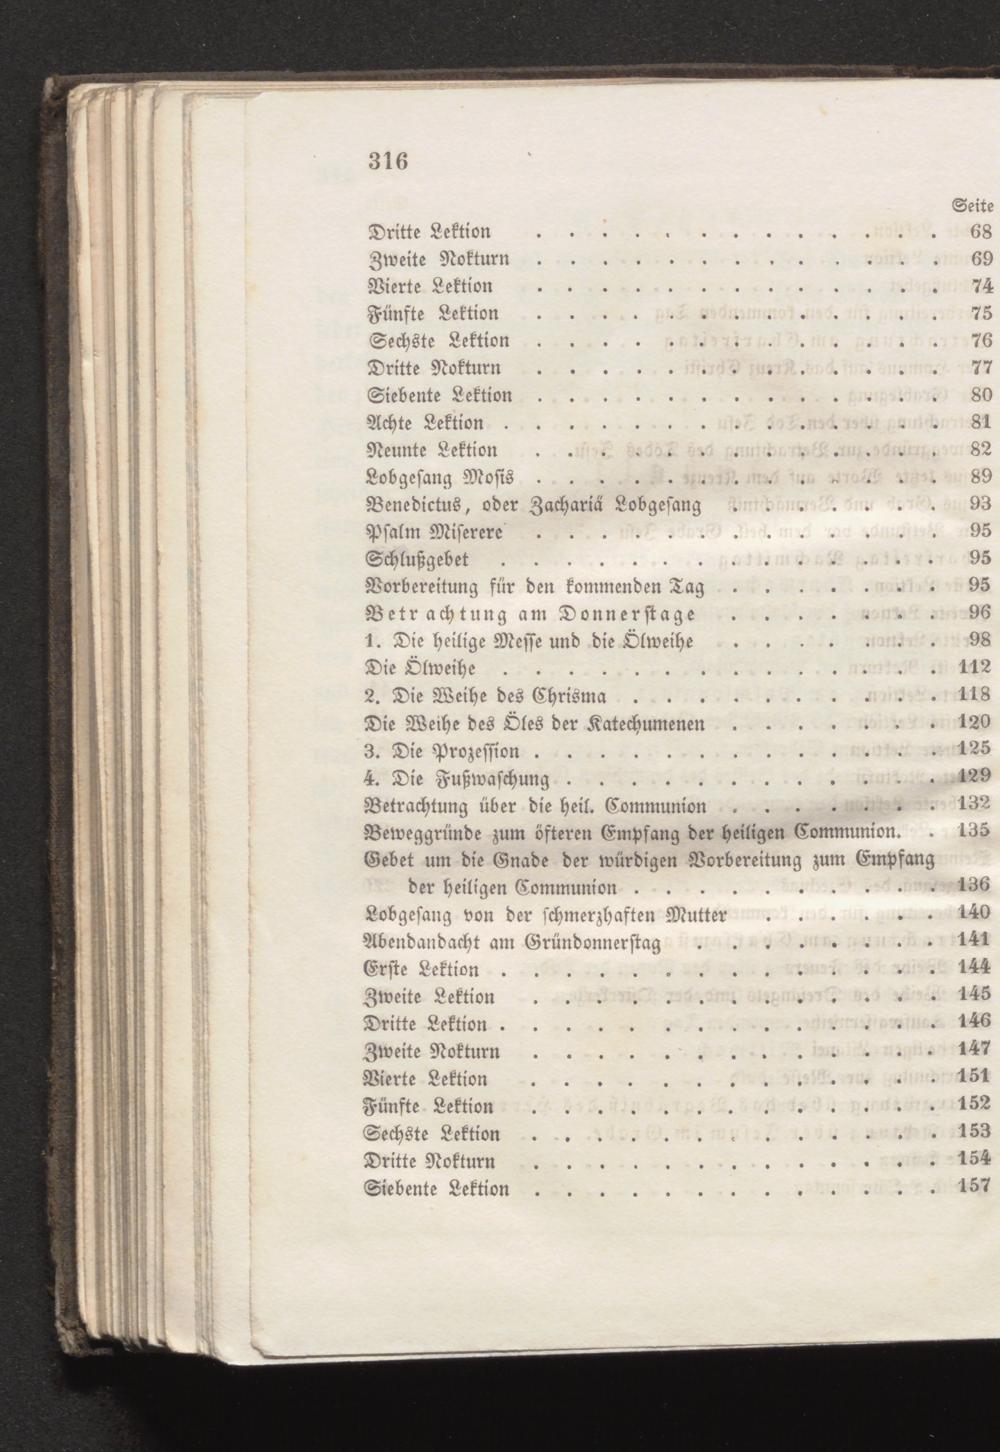 316
Seite
Dritte Lektion . . . . . . . . . . . . . 68
Zweite Nokturn . . . . . . . . . . . . . 69
Vierte Lektion . . . . . . . . . . . . . 74
Fünfte Lektion . . . . . . . . . . . . . 75
Sechste Lektion . . . . . . . . . . . . . 76
Dritte Nokturn . . . . . . . . . . . . . 77
Siebente Lektion . . . . . . . . . . . . . 80
Achte Lektion . . . . . . . . . . . . . . 81
Neunte Lektion . . . . . . . . . . . . . 82
Lobgesang Mosis . . . . . . . . . . . . . 89
Benedictus, oder Zachariä Lobgesang . . . . . . . 93
Psalm Miserere . . . . . . . . . . . . . 95
Schlußgebet . . . . . . . . . . . . . . 95
Vorbereitung für den kommenden Tag . . . . . . . 95
Betrachtung am Donnerstage . . . . . . . 96
1. Die heilige Messe und die Ölweihe . . . . . . . 98
Die Ölweihe . . . . . . . . . . . . . . 112
2. Die Weihe des Chrisma . . . . . . . . . . 118
Die Weihe des Öles der Katechumenen . . . . . . . 120
3. Die Prozession . . . . . . . . . . . . . 125
4. Die Fußwaschung . . . . . . . . . . . . 129
Betrachtung über die heil. Communion . . . . . . . 132
Beweggründe zum öfteren Empfang der heiligen Communion. . 135
Gebet um die Gnade der würdigen Vorbereitung zum Empfang
der heiligen Communion . . . . . . . . . . 136
Lobgesang von der schmerzhaften Mutter . . . . . . 140
Abendandacht am Gründonnerstag . . . . . . . . 141
Erste Lektion . . . . . . . . . . . . . . 144
Zweite Lektion . . . . . . . . . . . . . 145
Dritte Lektion . . . . . . . . . . . . . . 146
Zweite Nokturn . . . . . . . . . . . . . 147
Vierte Lektion . . . . . . . . . . . . . 151
Fünfte Lektion . . . . . . . . . . . . . 152
Sechste Lektion . . . . . . . . . . . . . 153
Dritte Nokturn . . . . . . . . . . . . . 154
Siebente Lektion . . . . . . . . . . . . . 157